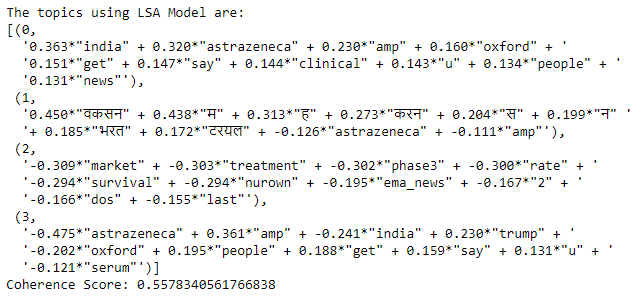 The topics using LSA Model are:
[(0,
'0.363*"india" + 0.320*"astrazeneca" + 0.230*"amp" + 0.160*"oxford" + '
'0.151*"get" + 0.147*"say" + 0.144*"clinical" + 0.143*"u" + 0.134*"people" + '
'0.131*"news"'),
(1,
'0.450*"वकसन" + 0.438*"म" + 0.313*"ह" + 0.273*"करन" + 0.204*"स" + 0.199*"न" '
'+ 0.185*"भरत" + 0.172*"टरयल" + -0.126*"astrazeneca" + -0.111*"amp"'),
(2,
'-0.309*"market" + -0.303*"treatment" + -0.302*"phase3" + -0.300*"rate" + '
'-0.294*"survival" + -0.294*"nurown" + -0.195*"ema_news" + -0.167*"2" + '
'-0.166*"dos" + -0.155*"last"'),
(3,
'-0.475*"astrazeneca" + 0.361*"amp" + -0.241*"india" + 0.230*"trump" + '
'-0.202*"oxford" + 0.195*"people" + 0.188*"get" + 0.159*"say" + 0.131*"u" + '
'-0.121*"serum"')]
Coherence Score: 0.5578340561766838